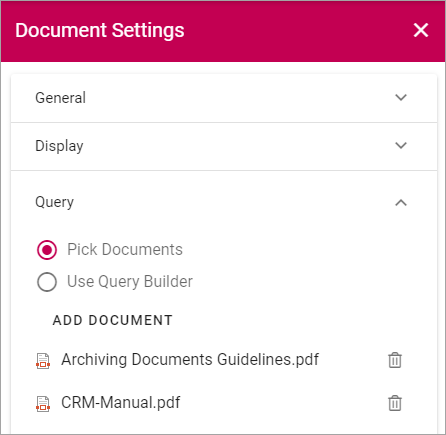 Document Settings
General
Display
Query
Pick Documents
Use Query Builder
ADD DOCUMENT
Archiving Documents Guidelines.pdf
CRM-Manual.pdf